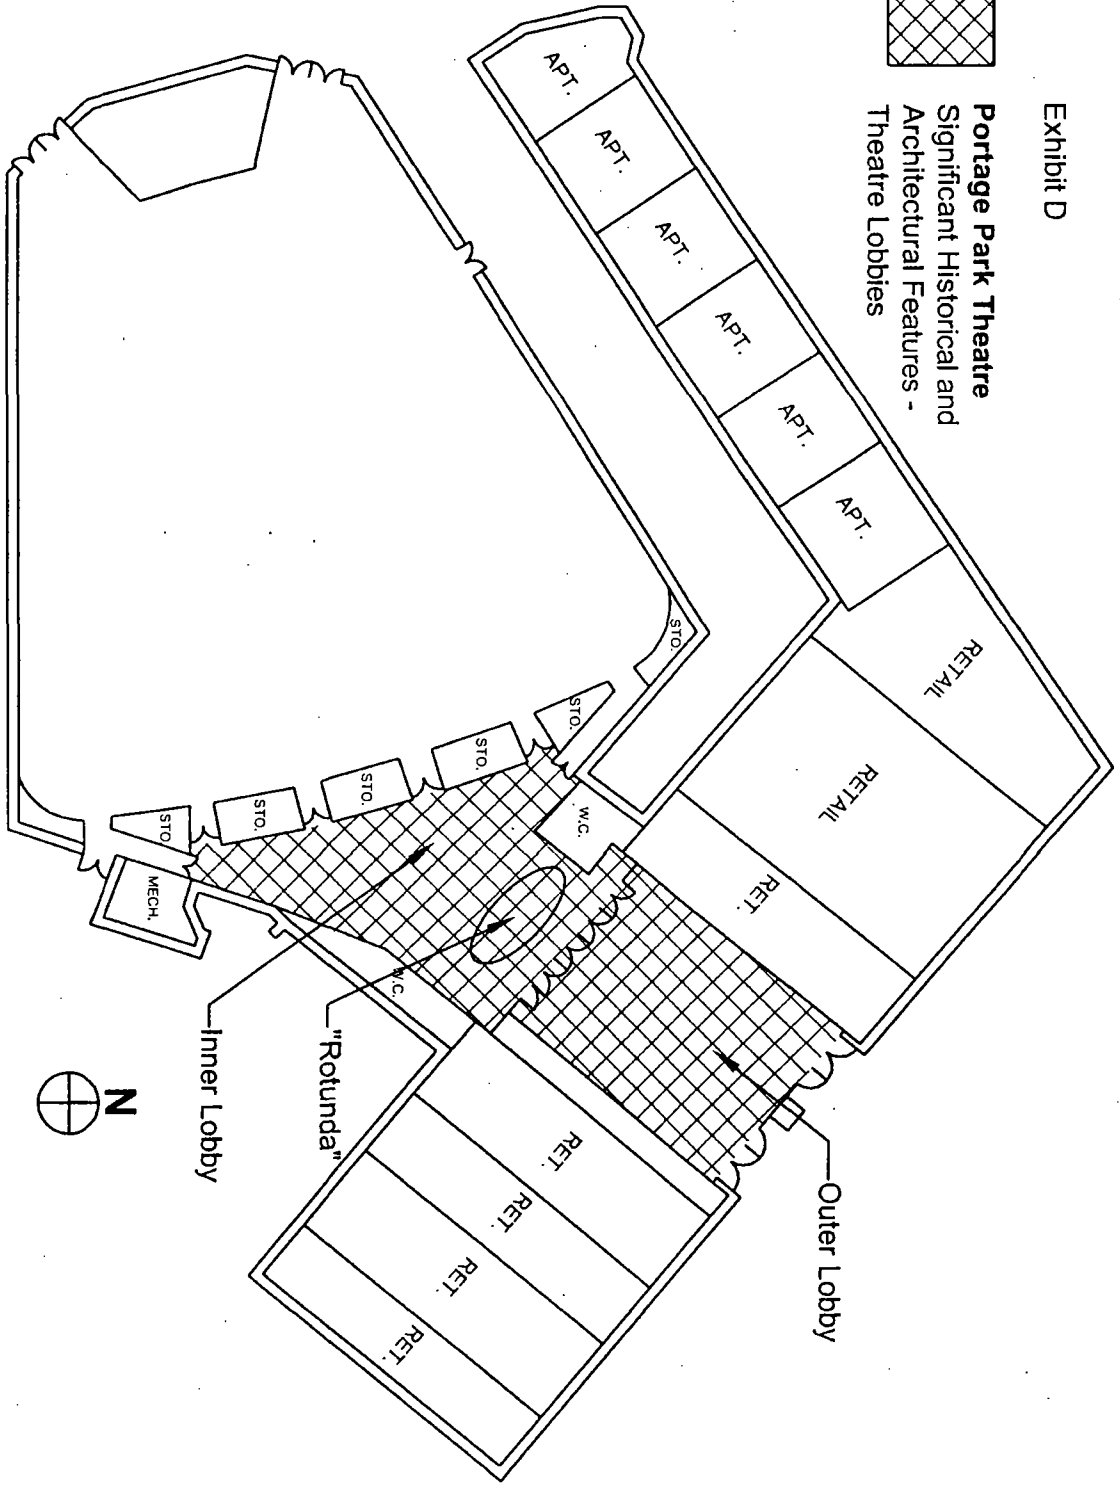 Exhibit D
Portage Park Theatre
Significant Historical and
Architectural Features -
Theatre Lobbies
APT.
APT.
APT.
APT.
APT.
APT.
RETAIL
RETAIL
RET.
Outer Lobby
RET.
RET.
RET.
RET.
STO.
STO.
STO.
STO.
STO.
STO.
W.C.
W.C.
MECH.
"Rotunda"
Inner Lobby
N